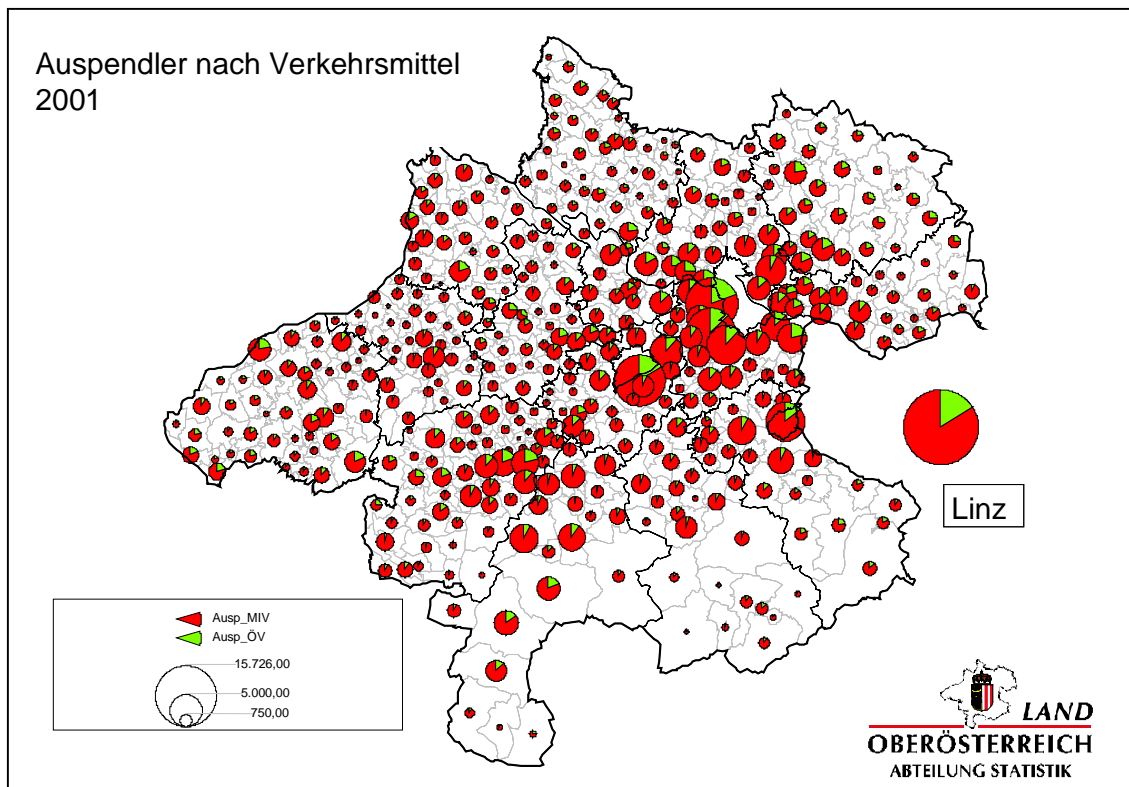 Auspendler nach Verkehrsmittel
2001
Linz
Ausp_MIV
Ausp_ÖV
15.726,00
5.000,00
750,00
LAND
OBERÖSTERREICH
ABTEILUNG STATISTIK